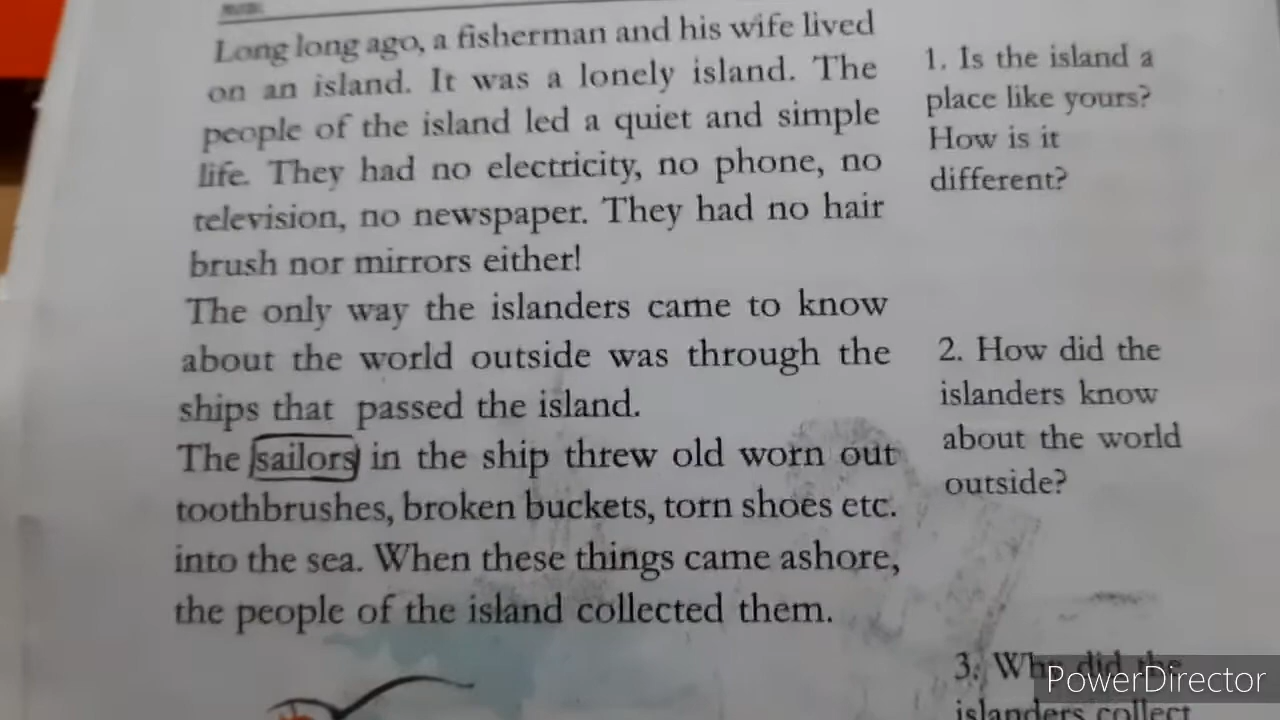 Long long ago, a fisherman and his wife lived
on an island. It was a lonely island. The
people of the island led a quiet and simple
life. They had no electricity, no phone, no
television, no newspaper. They had no hair
brush nor mirrors either!
The only way the islanders came to know
about the world outside was through the
ships that passed the island.
The sailors in the ship threw old worn out
toothbrushes, broken buckets, torn shoes etc.
into the sea. When these things came ashore,
the people of the island collected them.
1. Is the island a
place like yours?
How is it
different?
2. How did the
islanders know
about the world
outside?
3. Why did the
islanders collect
PowerDirector